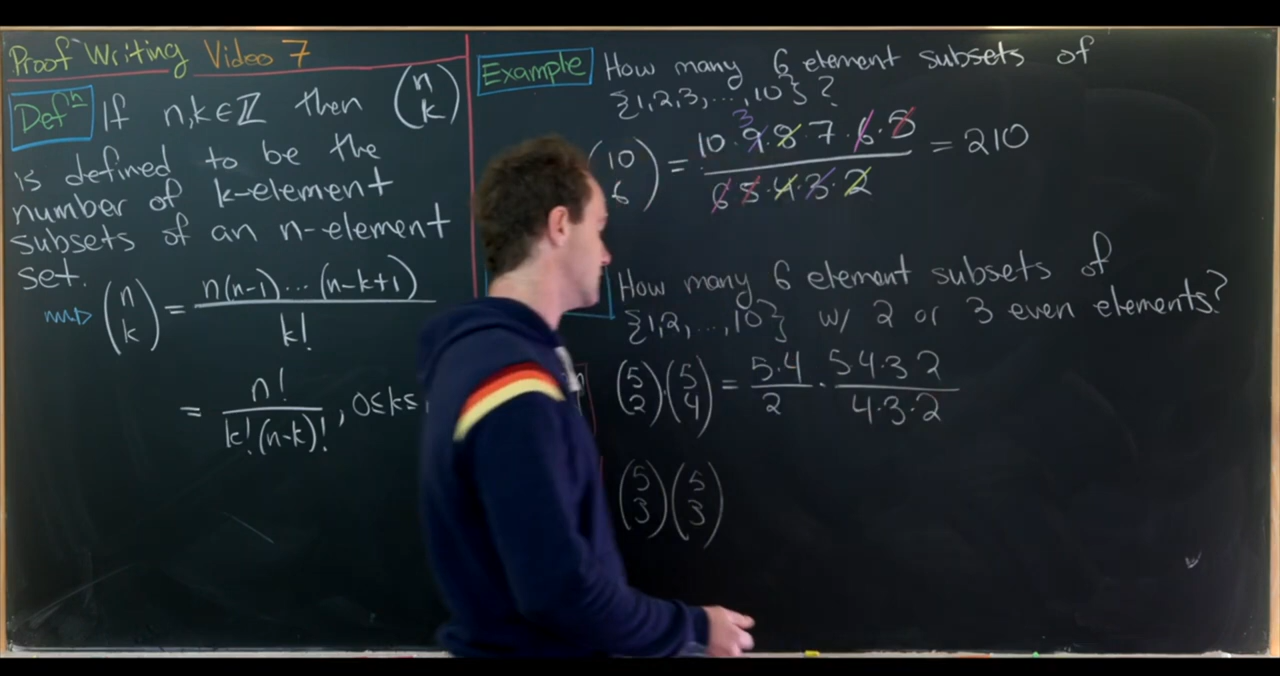 Proof Writing Video 7
Defⁿ If n,k∈ℤ then (n k)
is defined to be the
number of k-element
subsets of an n-element
set.
⟿ (n k) = n(n-1)...(n-k+1) / k!
= n! / k!(n-k)! , 0≤k≤
Example How many 6 element subsets of
{1,2,3,...,10}?
(10 6) = 10·9·8·7·6·5 / 6·5·4·3·2 = 210
3
How many 6 element subsets of
{1,2,...,10} w/ 2 or 3 even elements?
(5 2)·(5 4) = 5·4 / 2 · 5·4·3·2 / 4·3·2
(5 3)(5 3)